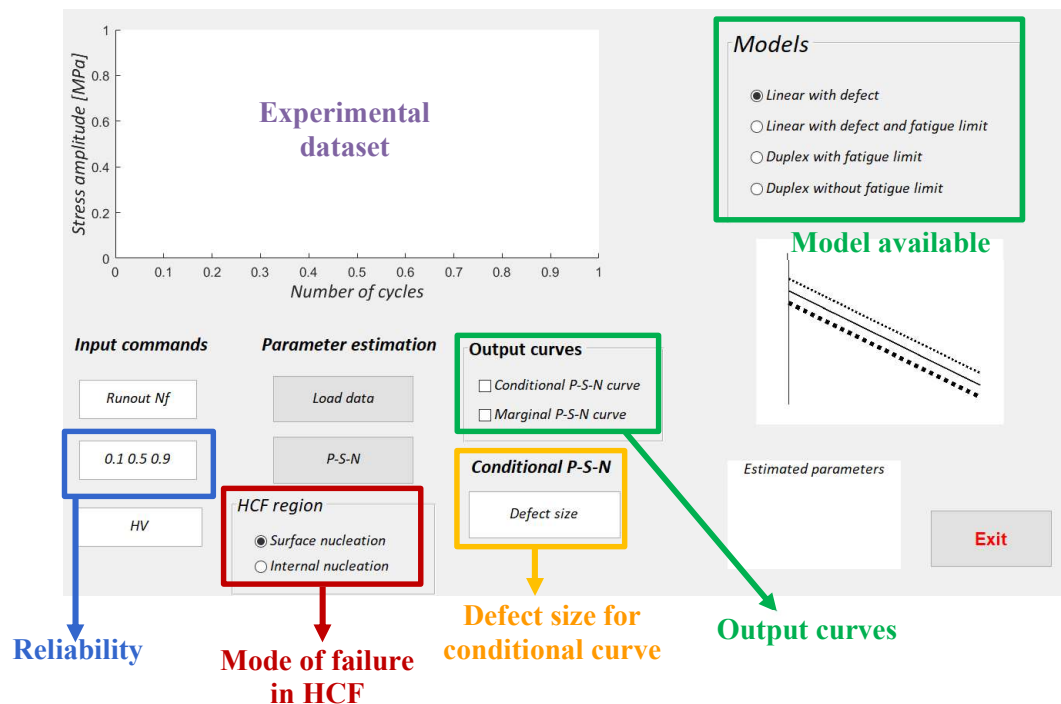 Stress amplitude [MPa]
1
0.8
0.6
0.4
0.2
0
Experimental
dataset
0 0.1 0.2 0.3 0.4 0.5 0.6 0.7 0.8 0.9 1
Number of cycles
Models
Linear with defect
Linear with defect and fatigue limit
Duplex with fatigue limit
Duplex without fatigue limit
Model available
Input commands
Runout Nf
0.1 0.5 0.9
HV
Parameter estimation
Load data
P-S-N
HCF region
Surface nucleation
Internal nucleation
Output curves
Conditional P-S-N curve
Marginal P-S-N curve
Conditional P-S-N
Defect size
Estimated parameters
Exit
Reliability
Mode of failure
in HCF
Defect size for
conditional curve
Output curves